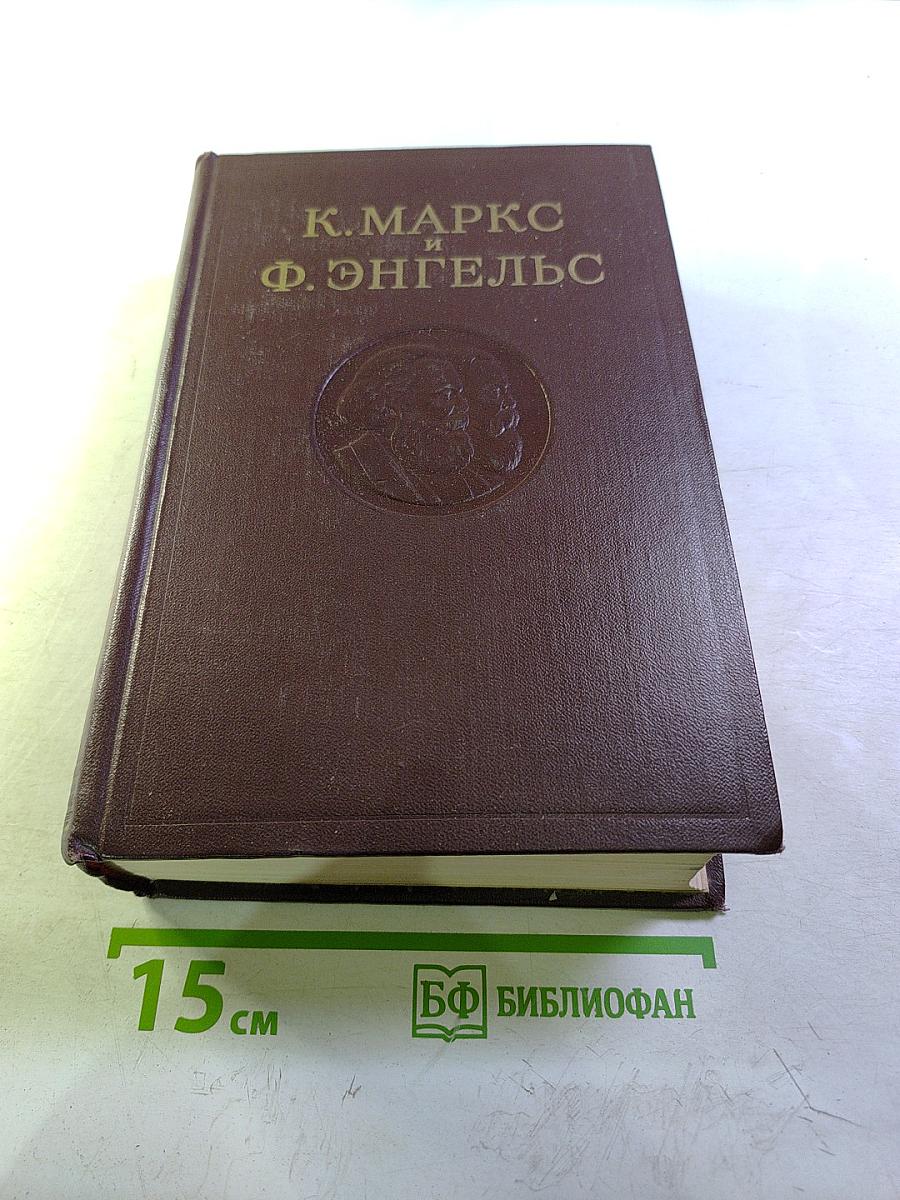 К. МАРКС
И
Ф. ЭНГЕЛЬС
15 см
БФ БИБЛИОФАН